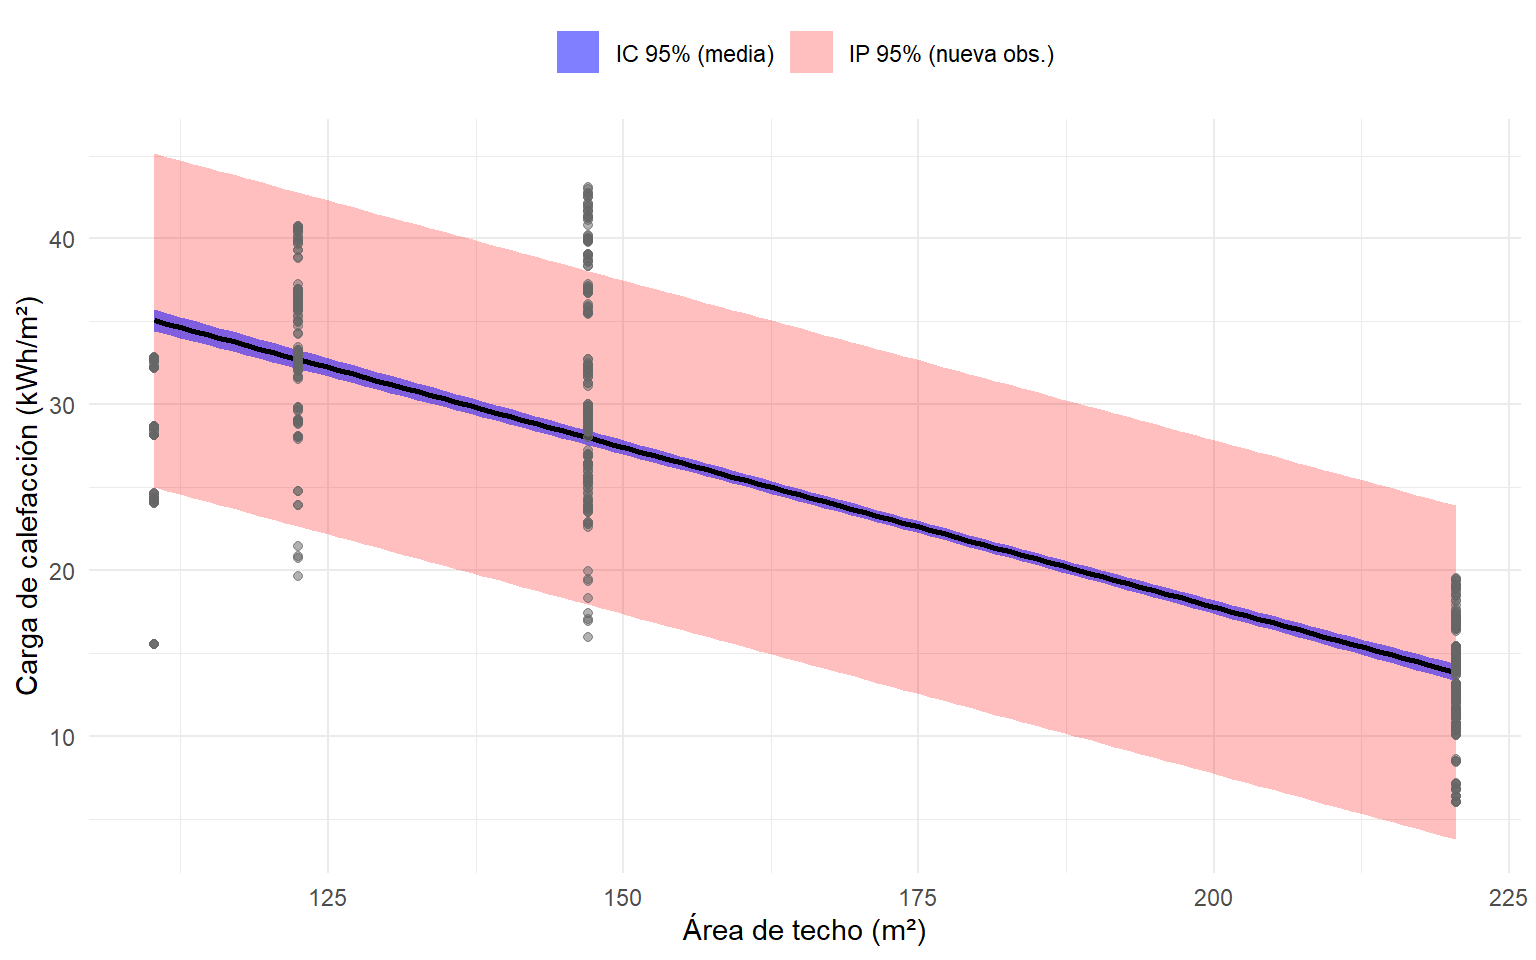 IC 95% (media) IP 95% (nueva obs.)
Carga de calefacción (kWh/m²)
40
30
20
10
125 150 175 200 225
Área de techo (m²)